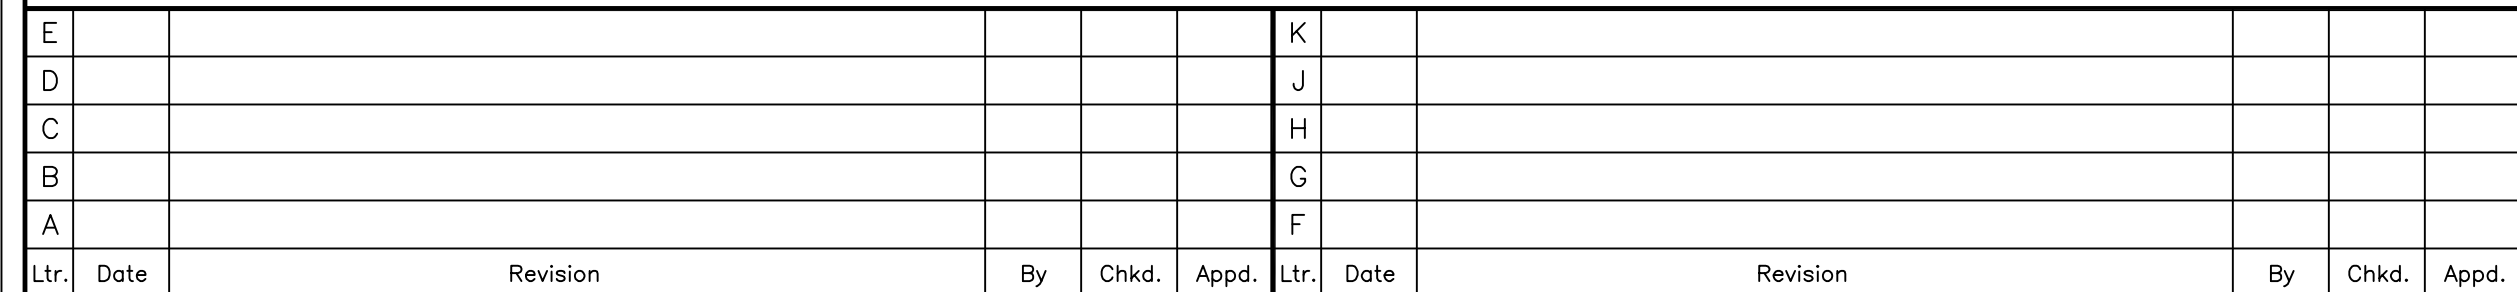 E K
D J
C H
B G
A F
Ltr. Date Revision By Chkd. Appd. Ltr. Date Revision By Chkd. Appd.